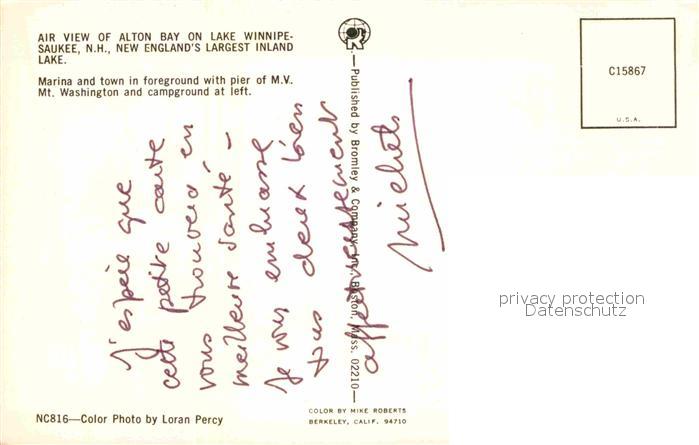 AIR VIEW OF ALTON BAY ON LAKE WINNIPE-
SAUKEE, N.H., NEW ENGLAND'S LARGEST INLAND
LAKE.
Marina and town in foreground with pier of M.V.
Mt. Washington and campground at left.
J'espère que
cette petite carte
vous trouvera en
meilleure santé -
Je vous embrasse
tous deux bien
affectueusement
Published by Bromley & Company, Inc., Boston, Mass. 02210
C15867
U.S.A.
privacy protection
Datenschutz
NC816—Color Photo by Loran Percy
COLOR BY MIKE ROBERTS
BERKELEY, CALIF. 94710